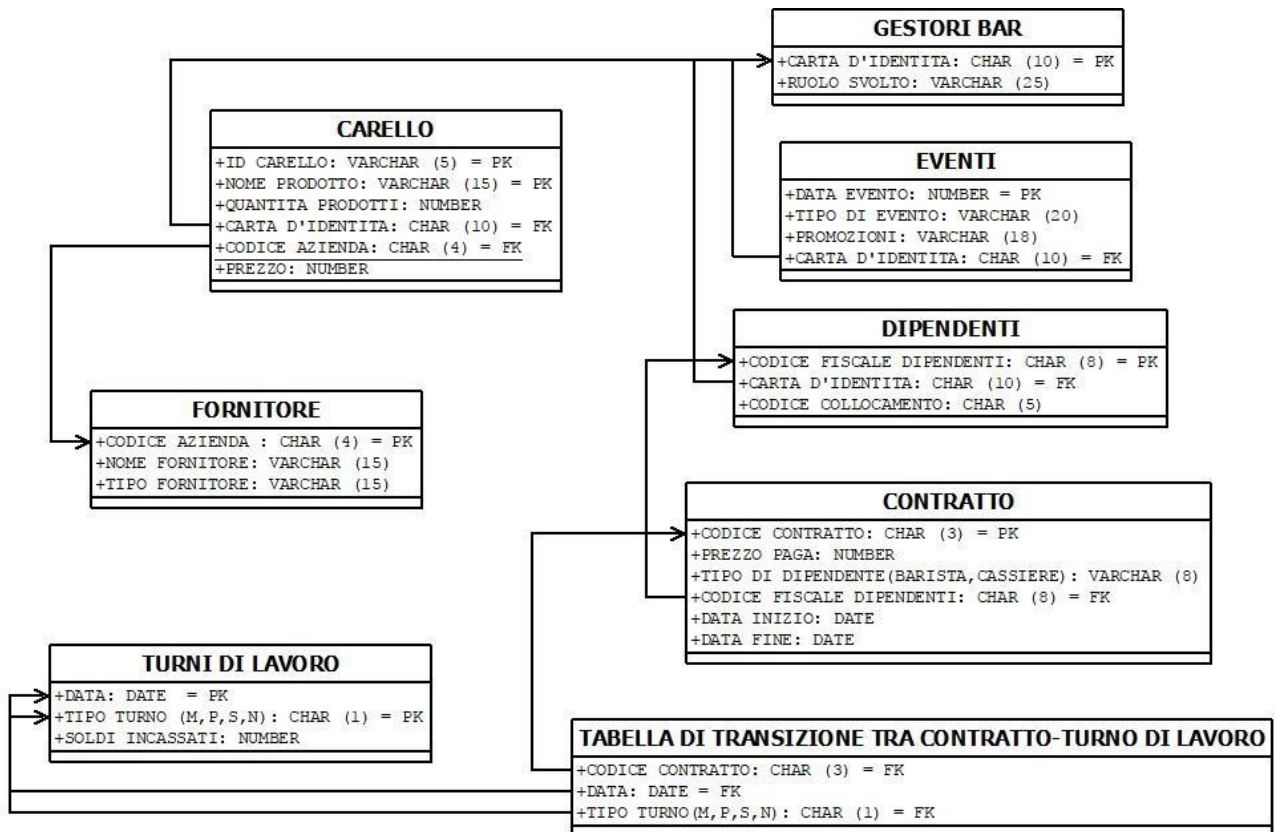 GESTORI BAR
+CARTA D'IDENTITA: CHAR (10) = PK
+RUOLO SVOLTO: VARCHAR (25)
CARELLO
+ID CARELLO: VARCHAR (5) = PK
+NOME PRODOTTO: VARCHAR (15) = PK
+QUANTITA PRODOTTI: NUMBER
+CARTA D'IDENTITA: CHAR (10) = FK
+CODICE AZIENDA: CHAR (4) = FK
+PREZZO: NUMBER
EVENTI
+DATA EVENTO: NUMBER = PK
+TIPO DI EVENTO: VARCHAR (20)
+PROMOZIONI: VARCHAR (18)
+CARTA D'IDENTITA: CHAR (10) = FK
DIPENDENTI
+CODICE FISCALE DIPENDENTI: CHAR (8) = PK
+CARTA D'IDENTITA: CHAR (10) = FK
+CODICE COLLOCAMENTO: CHAR (5)
FORNITORE
+CODICE AZIENDA : CHAR (4) = PK
+NOME FORNITORE: VARCHAR (15)
+TIPO FORNITORE: VARCHAR (15)
CONTRATTO
+CODICE CONTRATTO: CHAR (3) = PK
+PREZZO PAGA: NUMBER
+TIPO DI DIPENDENTE(BARISTA,CASSIERE): VARCHAR (8)
+CODICE FISCALE DIPENDENTI: CHAR (8) = FK
+DATA INIZIO: DATE
+DATA FINE: DATE
TURNI DI LAVORO
+DATA: DATE = PK
+TIPO TURNO (M,P,S,N): CHAR (1) = PK
+SOLDI INCASSATI: NUMBER
TABELLA DI TRANSIZIONE TRA CONTRATTO-TURNO DI LAVORO
+CODICE CONTRATTO: CHAR (3) = FK
+DATA: DATE = FK
+TIPO TURNO(M,P,S,N): CHAR (1) = FK